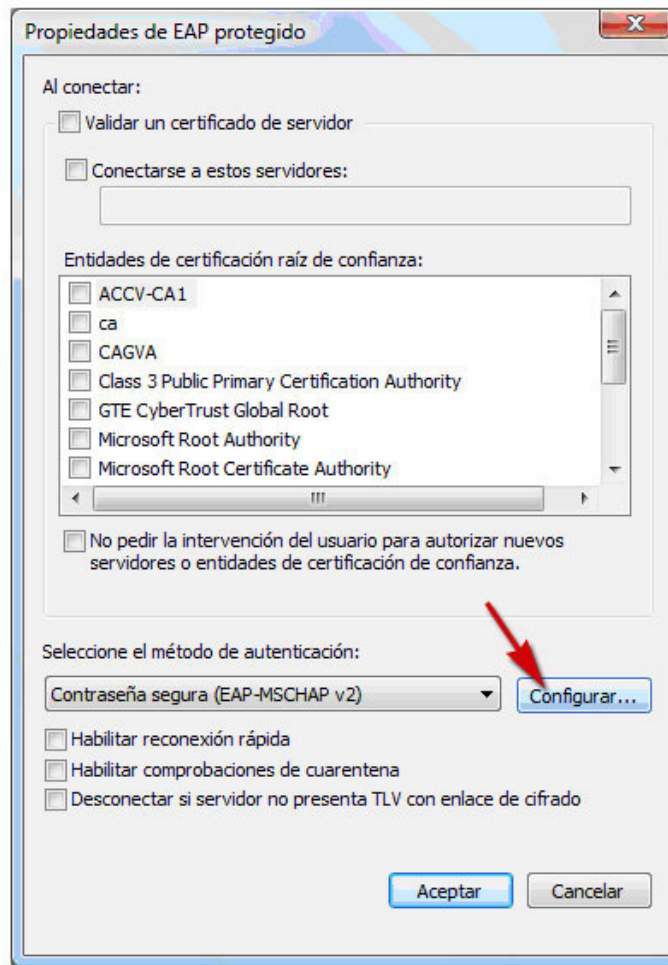 Propiedades de EAP protegido
Al conectar:
Validar un certificado de servidor
Conectarse a estos servidores:
Entidades de certificación raíz de confianza:
ACCV-CA1
ca
CAGVA
Class 3 Public Primary Certification Authority
GTE CyberTrust Global Root
Microsoft Root Authority
Microsoft Root Certificate Authority
No pedir la intervención del usuario para autorizar nuevos
servidores o entidades de certificación de confianza.
Seleccione el método de autenticación:
Contraseña segura (EAP-MSCHAP v2) Configurar...
Habilitar reconexión rápida
Habilitar comprobaciones de cuarentena
Desconectar si servidor no presenta TLV con enlace de cifrado
Aceptar Cancelar